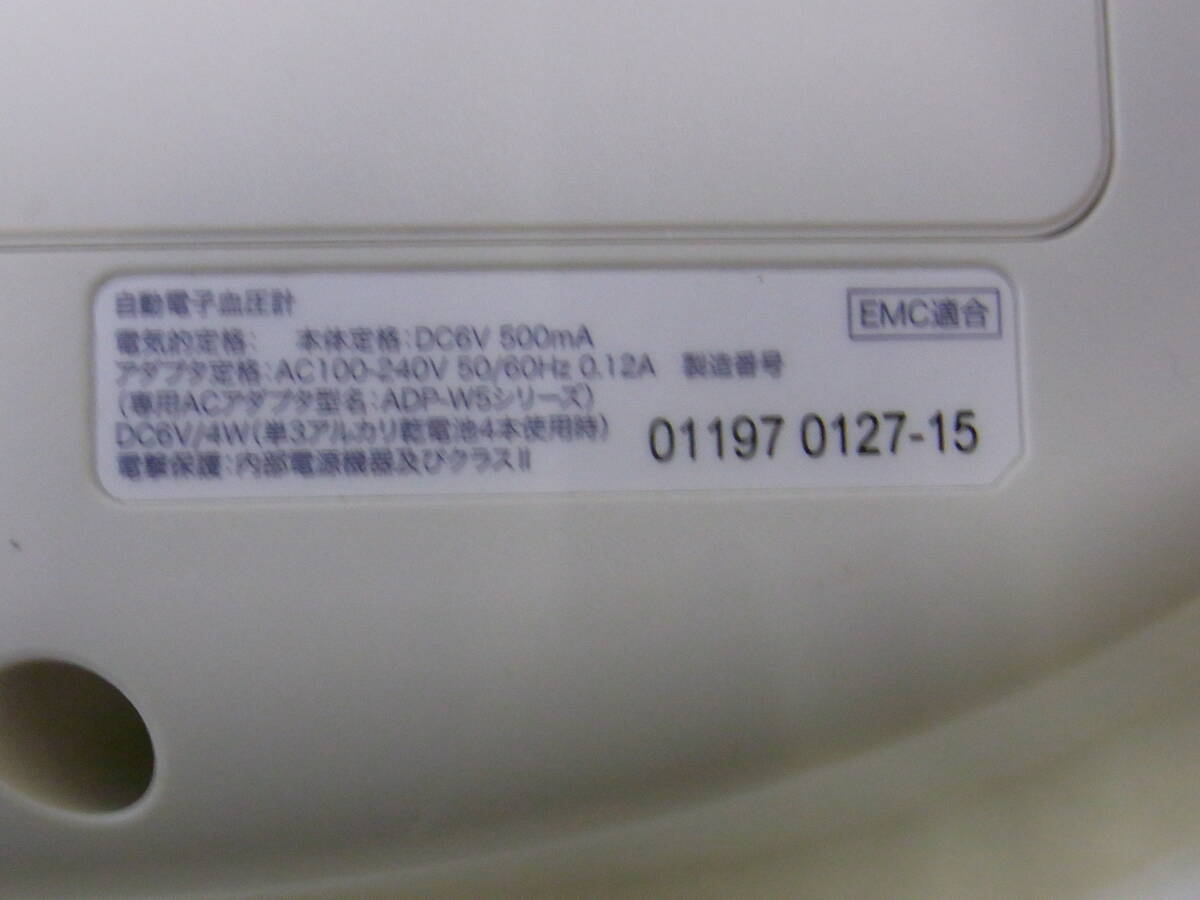 自動電子血圧計
EMC適合
電気的定格: 本体定格:DC6V 500mA
アダプタ定格:AC100-240V 50/60Hz 0.12A 製造番号
(専用ACアダプタ型名:ADP-W5シリーズ)
DC6V/4W(単3アルカリ乾電池4本使用時)
01197 0127-15
電撃保護:内部電源機器及びクラスII